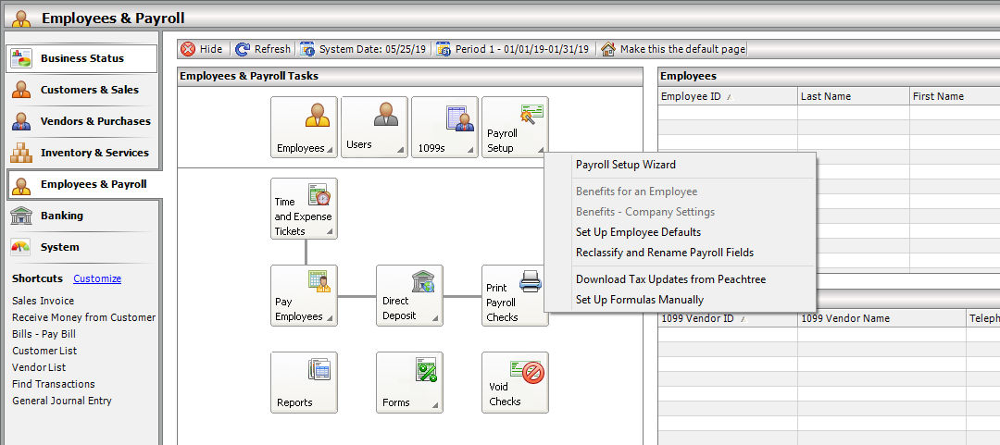 Employees & Payroll
Business Status
Customers & Sales
Vendors & Purchases
Inventory & Services
Employees & Payroll
Banking
System
Shortcuts Customize
Sales Invoice
Receive Money from Customer
Bills - Pay Bill
Customer List
Vendor List
Find Transactions
General Journal Entry
Hide Refresh System Date: 05/25/19 Period 1 - 01/01/19-01/31/19 Make this the default page
Employees & Payroll Tasks
Employees
Users
1099s
Payroll
Setup
Payroll Setup Wizard
Benefits for an Employee
Benefits - Company Settings
Set Up Employee Defaults
Reclassify and Rename Payroll Fields
Download Tax Updates from Peachtree
Set Up Formulas Manually
Time
and Expense
Tickets
Pay
Employees
Direct
Deposit
Print
Payroll
Checks
Reports
Forms
Void
Checks
Employees
Employee ID Last Name First Name
1099 Vendor ID 1099 Vendor Name Teleph